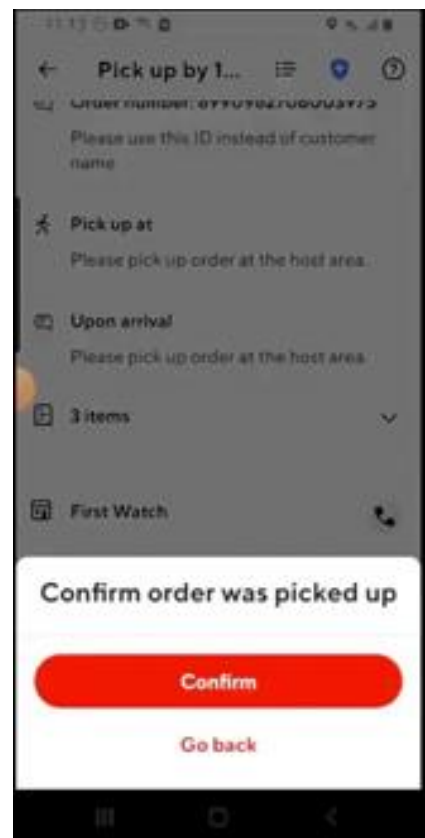 Pick up by 1...
Please use this ID instead of customer
name
Pick up at
Please pick up order at the host area.
Upon arrival
Please pick up order at the host area
3 items
First Watch
Confirm order was picked up
Confirm
Go back